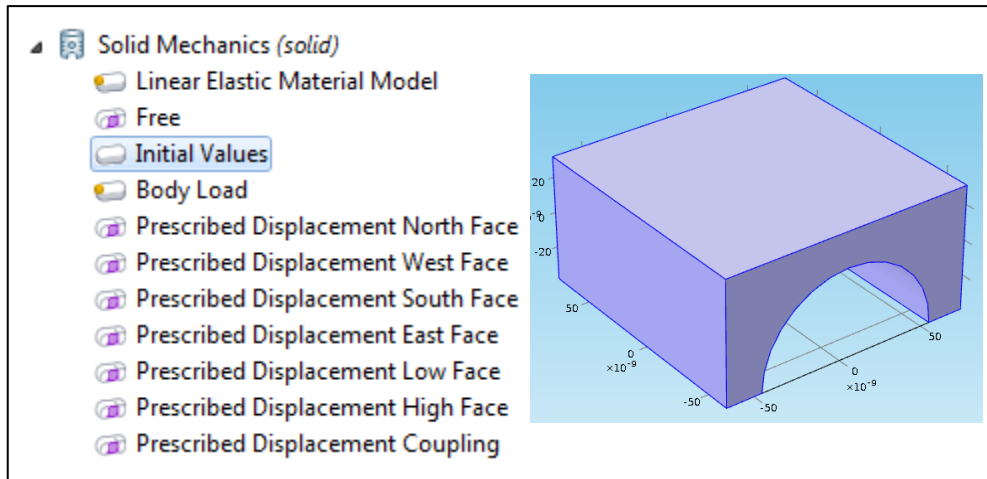 Solid Mechanics (solid)
Linear Elastic Material Model
Free
Initial Values
Body Load
Prescribed Displacement North Face
Prescribed Displacement West Face
Prescribed Displacement South Face
Prescribed Displacement East Face
Prescribed Displacement Low Face
Prescribed Displacement High Face
Prescribed Displacement Coupling
20
0
-20
50
0
×10⁻⁹
-50
-50
0
×10⁻⁹
50